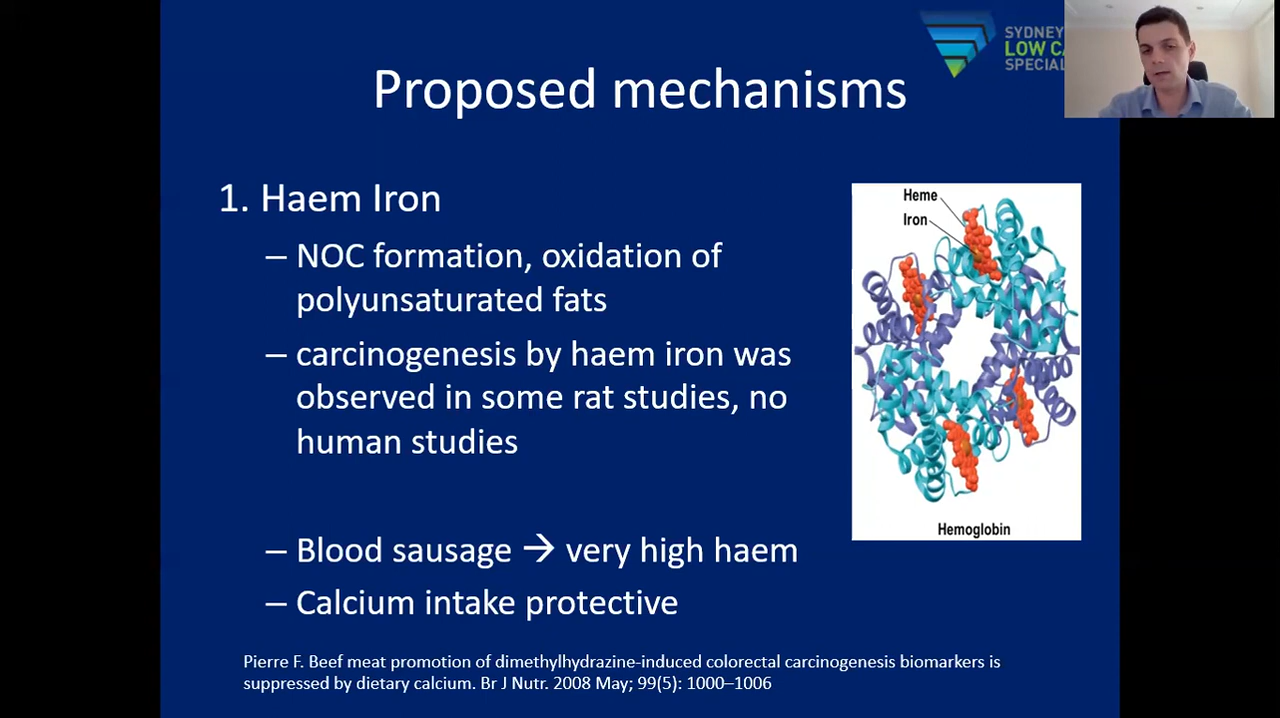 SYDNEY
LOW
SPECIAL
Proposed mechanisms
1. Haem Iron
– NOC formation, oxidation of
polyunsaturated fats
– carcinogenesis by haem iron was
observed in some rat studies, no
human studies
– Blood sausage → very high haem
– Calcium intake protective
Heme
Iron
Hemoglobin
Pierre F. Beef meat promotion of dimethylhydrazine-induced colorectal carcinogenesis biomarkers is
suppressed by dietary calcium. Br J Nutr. 2008 May; 99(5): 1000–1006